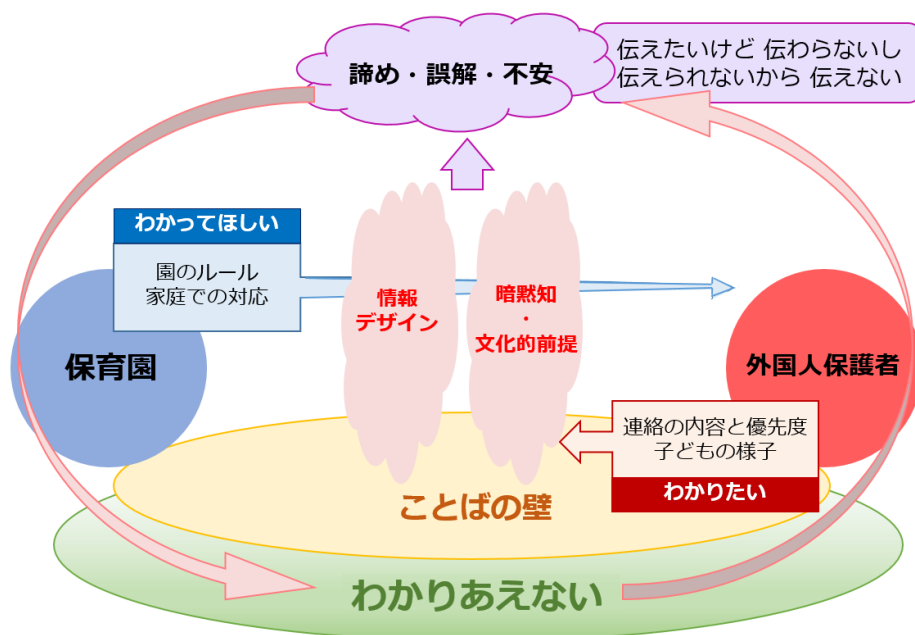 諦め・誤解・不安
伝えたいけど 伝わらないし
伝えられないから 伝えない
わかってほしい
園のルール
家庭での対応
情報
デザイン
暗黙知
・
文化的前提
保育園
外国人保護者
連絡の内容と優先度
子どもの様子
わかりたい
ことばの壁
わかりあえない